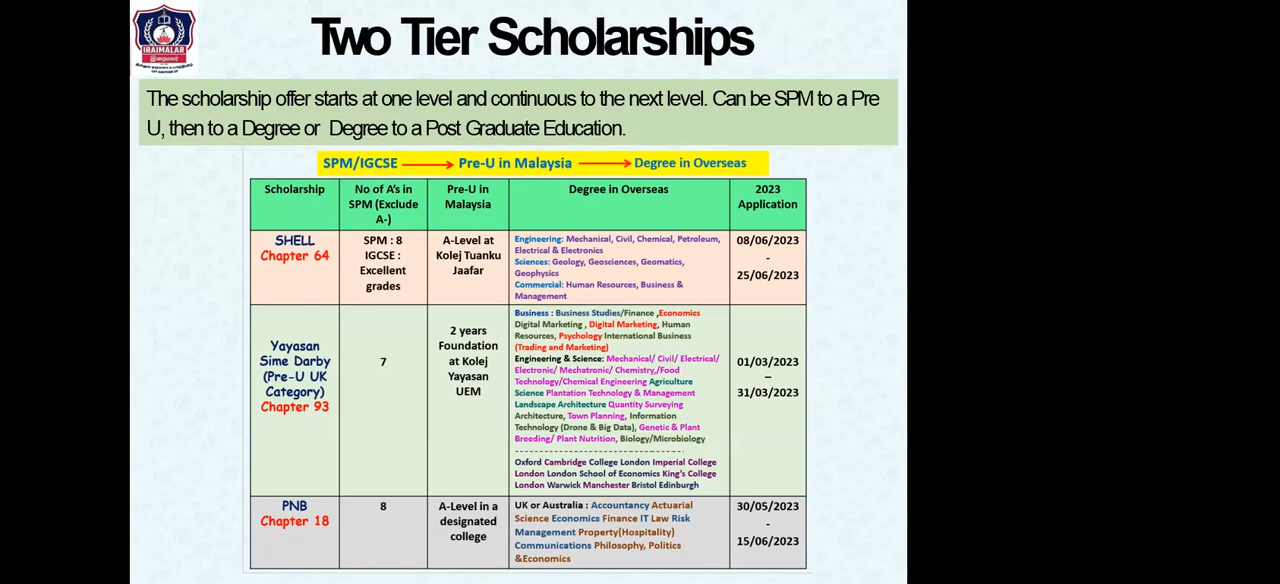 IRAIMALAR
இறைமலர்
Two Tier Scholarships
The scholarship offer starts at one level and continuous to the next level. Can be SPM to a Pre
U, then to a Degree or Degree to a Post Graduate Education.
SPM/IGCSE Pre-U in Malaysia Degree in Overseas
Scholarship
No of A's in
SPM (Exclude
A-)
Pre-U in
Malaysia
Degree in Overseas
2023
Application
SHELL
Chapter 64
SPM : 8
IGCSE :
Excellent
grades
A-Level at
Kolej Tuanku
Jaafar
Engineering: Mechanical, Civil, Chemical, Petroleum,
Electrical & Electronics
Sciences: Geology, Geosciences, Geomatics,
Geophysics
Commercial: Human Resources, Business &
Management
08/06/2023
-
25/06/2023
Yayasan
Sime Darby
(Pre-U UK
Category)
Chapter 93
7
2 years
Foundation
at Kolej
Yayasan
UEM
Business : Business Studies/Finance ,Economics
Digital Marketing , Digital Marketing, Human
Resources, Psychology International Business
(Trading and Marketing)
Engineering & Science: Mechanical/ Civil/ Electrical/
Electronic/ Mechatronic/ Chemistry,/Food
Technology/Chemical Engineering Agriculture
Science Plantation Technology & Management
Landscape Architecture Quantity Surveying
Architecture, Town Planning, Information
Technology (Drone & Big Data), Genetic & Plant
Breeding/ Plant Nutrition, Biology/Microbiology
Oxford Cambridge College London Imperial College
London London School of Economics King's College
London Warwick Manchester Bristol Edinburgh
01/03/2023
–
31/03/2023
PNB
Chapter 18
8
A-Level in a
designated
college
UK or Australia : Accountancy Actuarial
Science Economics Finance IT Law Risk
Management Property(Hospitality)
Communications Philosophy, Politics
&Economics
30/05/2023
-
15/06/2023